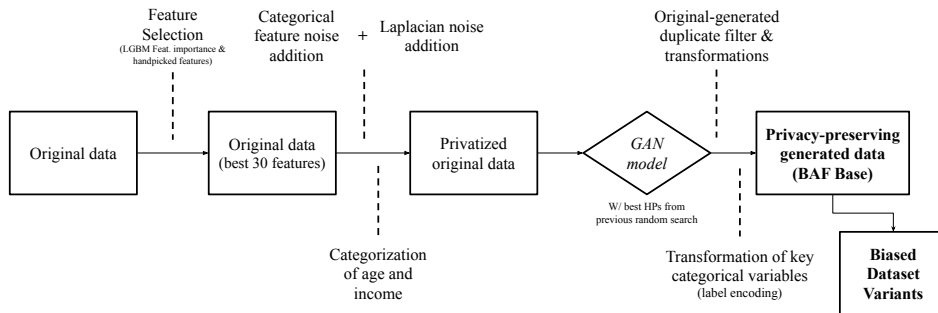 Feature
Selection
(LGBM Feat. importance &
handpicked features)
Categorical
feature noise
addition
+
Laplacian noise
addition
Original-generated
duplicate filter &
transformations
Original data
Original data
(best 30 features)
Privatized
original data
GAN
model
Privacy-preserving
generated data
(BAF Base)
W/ best HPs from
previous random search
Categorization
of age and
income
Transformation of key
categorical variables
(label encoding)
Biased
Dataset
Variants